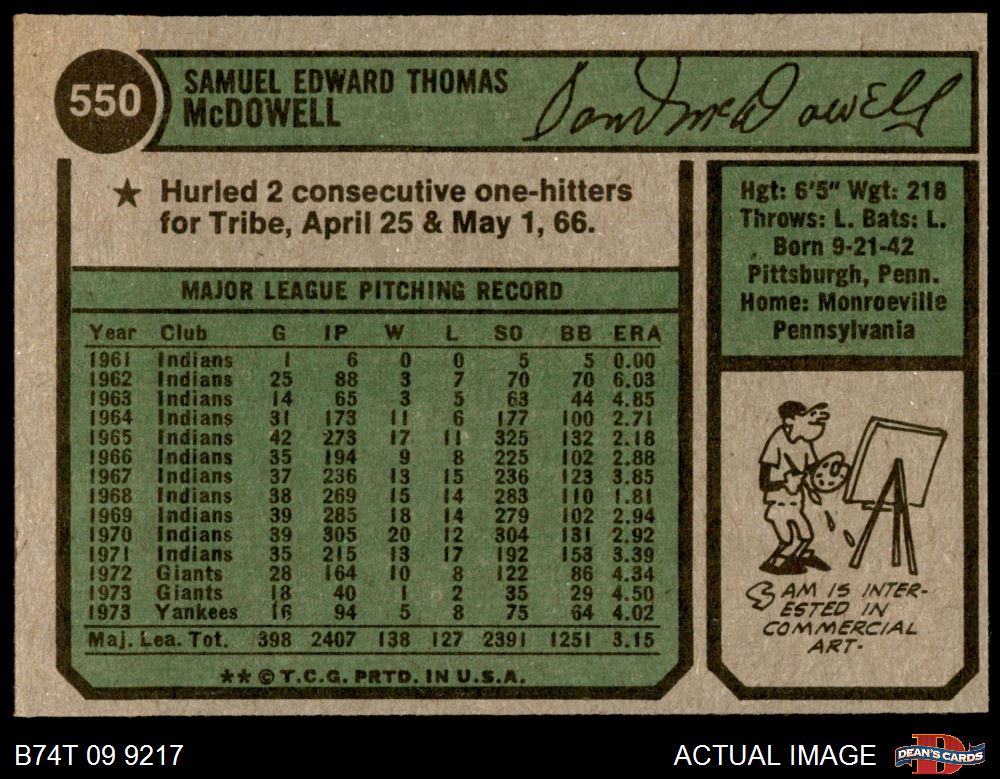 550
SAMUEL EDWARD THOMAS
McDOWELL
Sam McDowell
★ Hurled 2 consecutive one-hitters
for Tribe, April 25 & May 1, 66.
Hgt: 6'5" Wgt: 218
Throws: L. Bats: L.
Born 9-21-42
Pittsburgh, Penn.
Home: Monroeville
Pennsylvania
MAJOR LEAGUE PITCHING RECORD
Year Club G IP W L SO BB ERA
1961 Indians 1 6 0 0 5 5 0.00
1962 Indians 25 88 3 7 70 70 6.03
1963 Indians 14 65 3 5 63 44 4.85
1964 Indians 31 173 11 6 177 100 2.71
1965 Indians 42 273 17 11 325 132 2.18
1966 Indians 35 194 9 8 225 102 2.88
1967 Indians 37 236 13 15 236 123 3.85
1968 Indians 38 269 15 14 283 110 1.81
1969 Indians 39 285 18 14 279 102 2.94
1970 Indians 39 305 20 12 304 131 2.92
1971 Indians 35 215 13 17 192 153 3.39
1972 Giants 28 164 10 8 122 86 4.34
1973 Giants 18 40 1 2 35 29 4.50
1973 Yankees 16 94 5 8 75 64 4.02
Maj. Lea. Tot. 398 2407 138 127 2391 1251 3.15
**©T.C.G. PRTD. IN U.S.A.
SAM IS INTER-
ESTED IN
COMMERCIAL
ART.
B74T 09 9217
ACTUAL IMAGE
DEAN'S CARDS